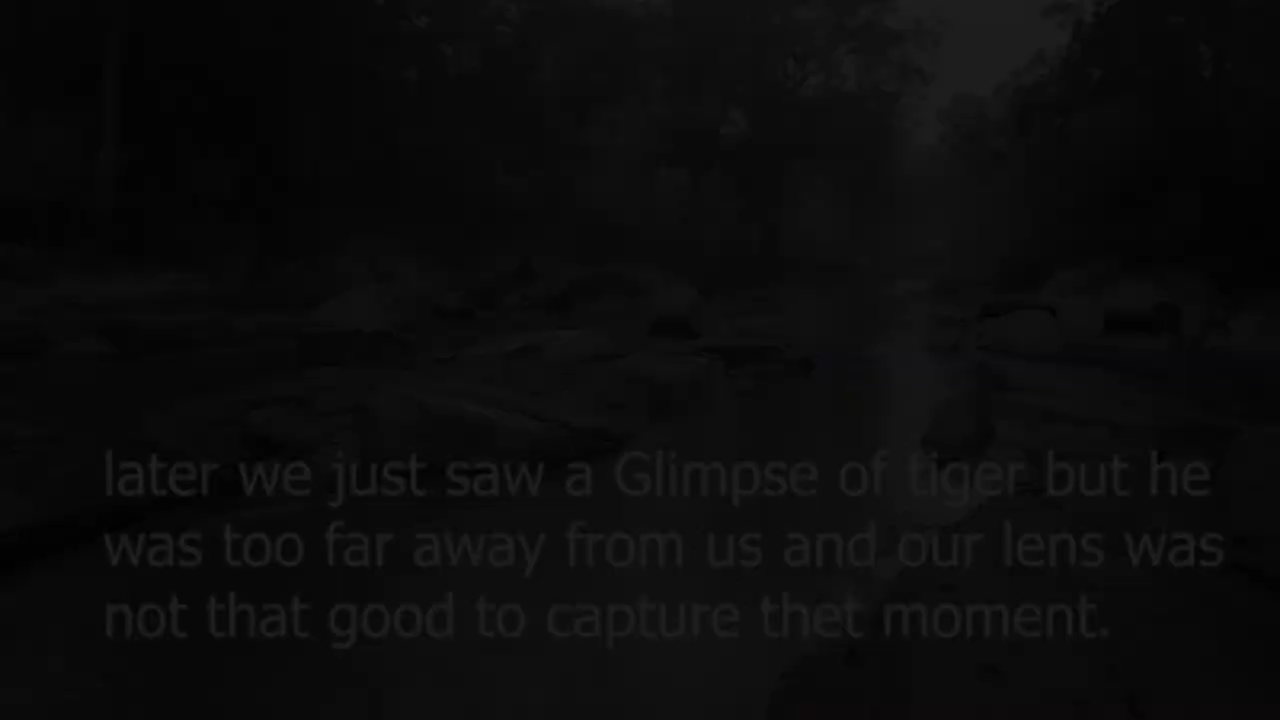 later we just saw a Glimpse of tiger but he
was too far away from us and our lens was
not that good to capture thet moment.